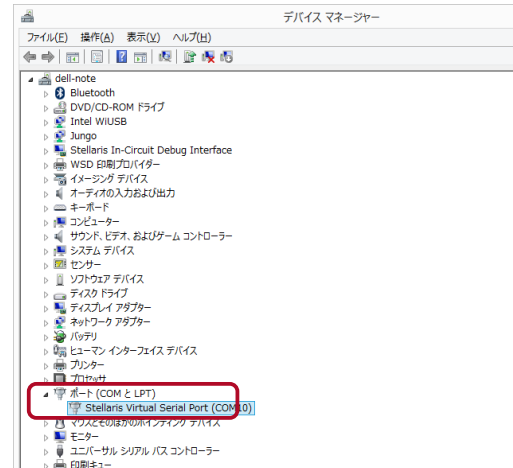 デバイス マネージャー
ファイル(F) 操作(A) 表示(V) ヘルプ(H)
dell-note
Bluetooth
DVD/CD-ROM ドライブ
Intel WiUSB
Jungo
Stellaris In-Circuit Debug Interface
WSD 印刷プロバイダー
イメージング デバイス
オーディオの入力および出力
キーボード
コンピューター
サウンド、ビデオ、およびゲーム コントローラー
システム デバイス
センサー
ソフトウェア デバイス
ディスク ドライブ
ディスプレイ アダプター
ネットワーク アダプター
バッテリ
ヒューマン インターフェイス デバイス
プリンター
プロセッサ
ポート (COM と LPT)
Stellaris Virtual Serial Port (COM10)
マウスとそのほかのポインティング デバイス
モニター
ユニバーサル シリアル バス コントローラー
印刷キュー